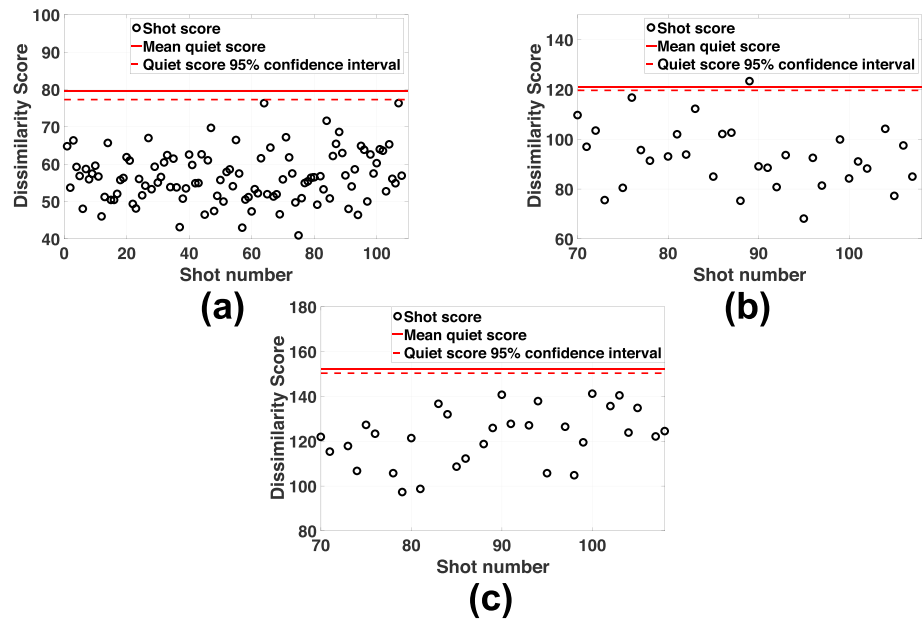 100
90
80
70
60
50
40
0
20
40
60
80
100
Dissimilarity Score
Shot number
Shot score
Mean quiet score
Quiet score 95% confidence interval
(a)
150
140
120
100
80
60
70
80
90
100
Dissimilarity Score
Shot number
Shot score
Mean quiet score
Quiet score 95% confidence interval
(b)
180
160
140
120
100
80
70
80
90
100
Dissimilarity Score
Shot number
Shot score
Mean quiet score
Quiet score 95% confidence interval
(c)